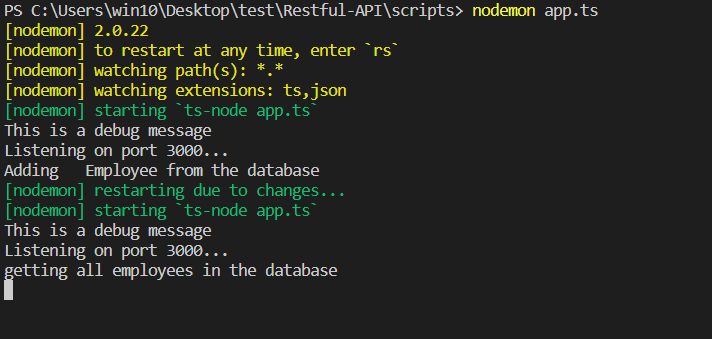 PS C:\Users\win10\Desktop\test\Restful-API\scripts> nodemon app.ts
[nodemon] 2.0.22
[nodemon] to restart at any time, enter `rs`
[nodemon] watching path(s): *.*
[nodemon] watching extensions: ts,json
[nodemon] starting `ts-node app.ts`
This is a debug message
Listening on port 3000...
Adding   Employee from the database
[nodemon] restarting due to changes...
[nodemon] starting `ts-node app.ts`
This is a debug message
Listening on port 3000...
getting all employees in the database